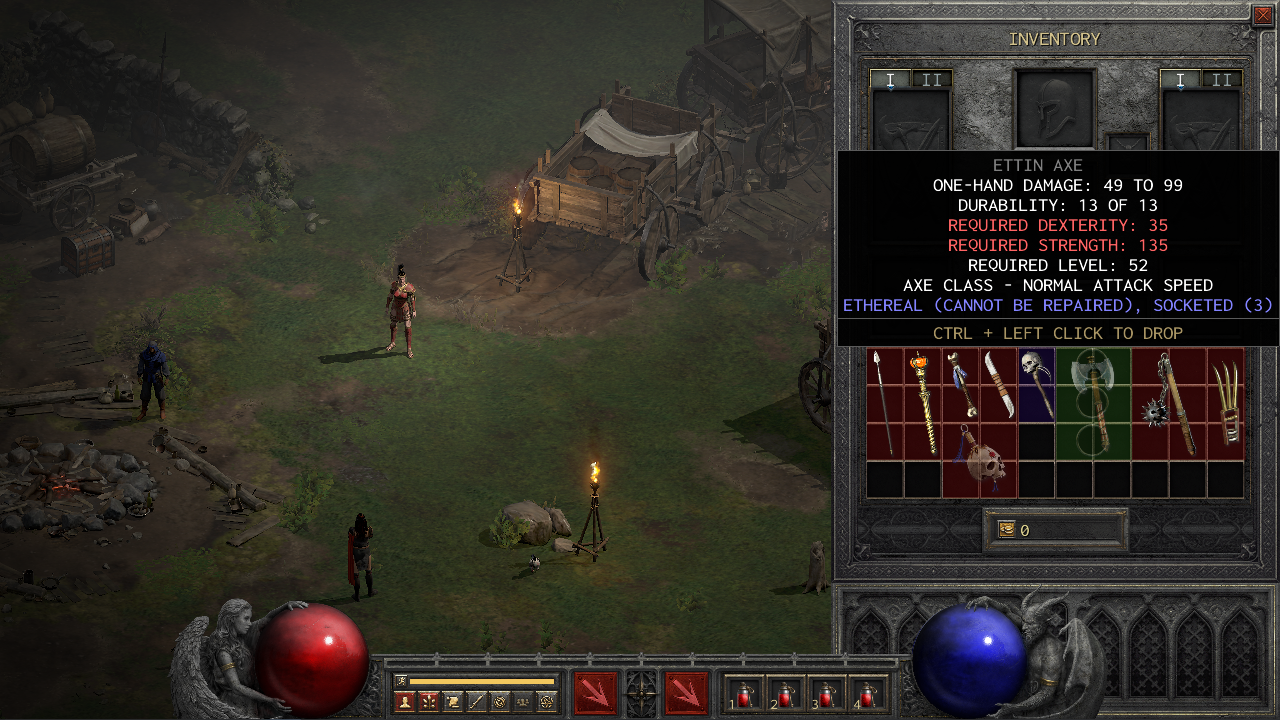 INVENTORY
I II
I II
ETTIN AXE
ONE-HAND DAMAGE: 49 TO 99
DURABILITY: 13 OF 13
REQUIRED DEXTERITY: 35
REQUIRED STRENGTH: 135
REQUIRED LEVEL: 52
AXE CLASS - NORMAL ATTACK SPEED
ETHEREAL (CANNOT BE REPAIRED), SOCKETED (3)
CTRL + LEFT CLICK TO DROP
0
1 2 3 4